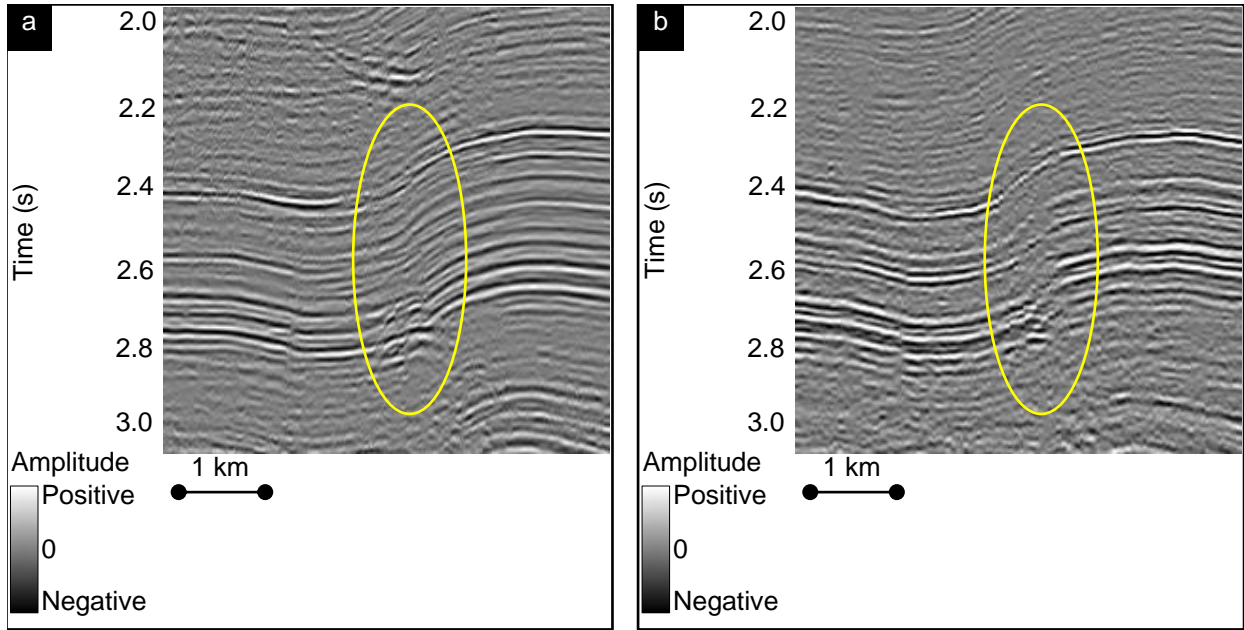 a
2.0
2.2
2.4
2.6
2.8
3.0
Time (s)
Amplitude
Positive
0
Negative
1 km
b
2.0
2.2
2.4
2.6
2.8
3.0
Time (s)
Amplitude
Positive
0
Negative
1 km